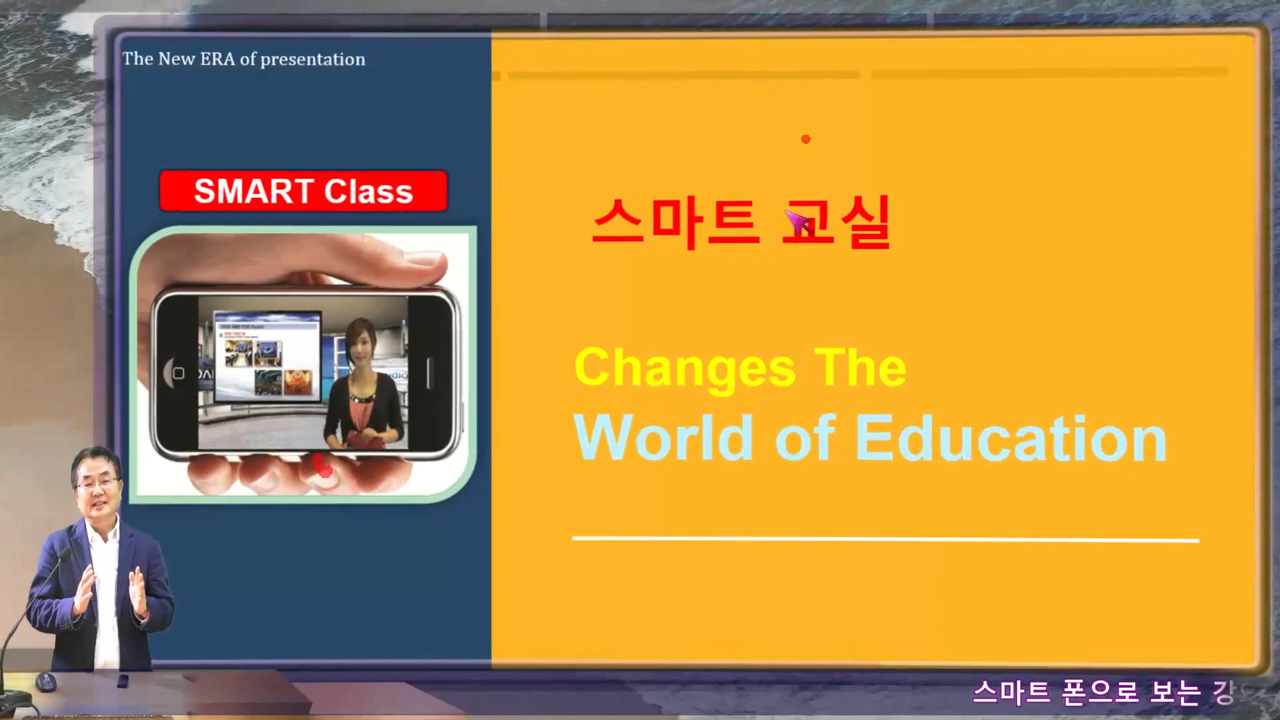 The New ERA of presentation
SMART Class
스마트 교실
Changes The
World of Education
스마트 폰으로 보는 강